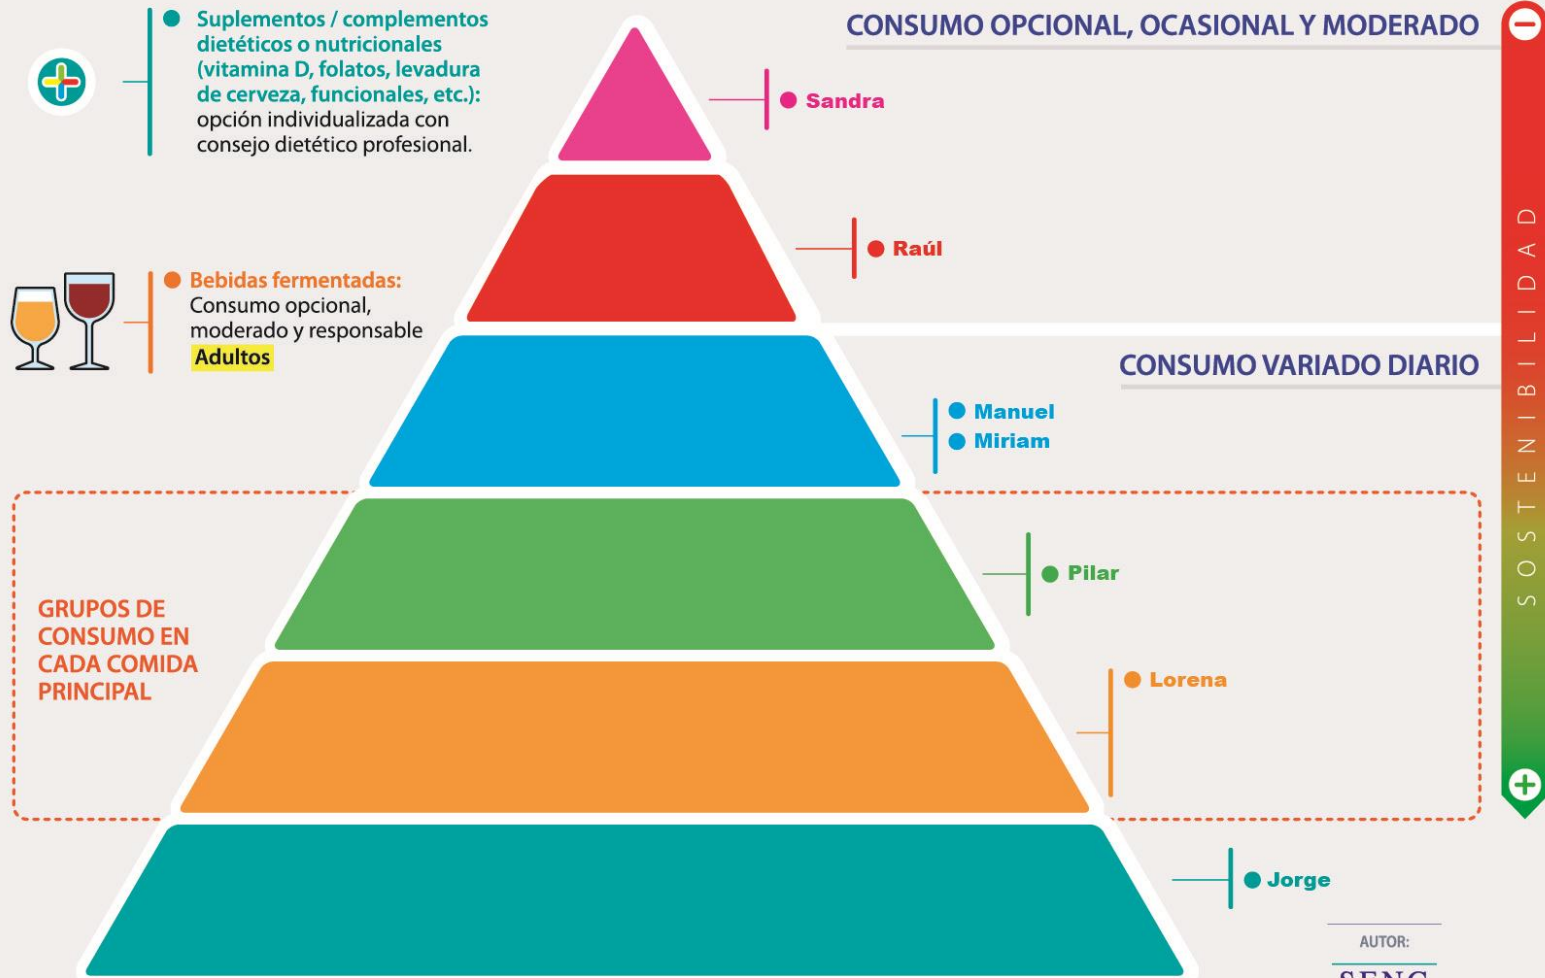 Suplementos / complementos
dietéticos o nutricionales
(vitamina D, folatos, levadura
de cerveza, funcionales, etc.):
opción individualizada con
consejo dietético profesional.
CONSUMO OPCIONAL, OCASIONAL Y MODERADO
Sandra
Raúl
Bebidas fermentadas:
Consumo opcional,
moderado y responsable
Adultos
CONSUMO VARIADO DIARIO
Manuel
Miriam
Pilar
GRUPOS DE
CONSUMO EN
CADA COMIDA
PRINCIPAL
Lorena
Jorge
SOSTENIBILIDAD
AUTOR:
SENC